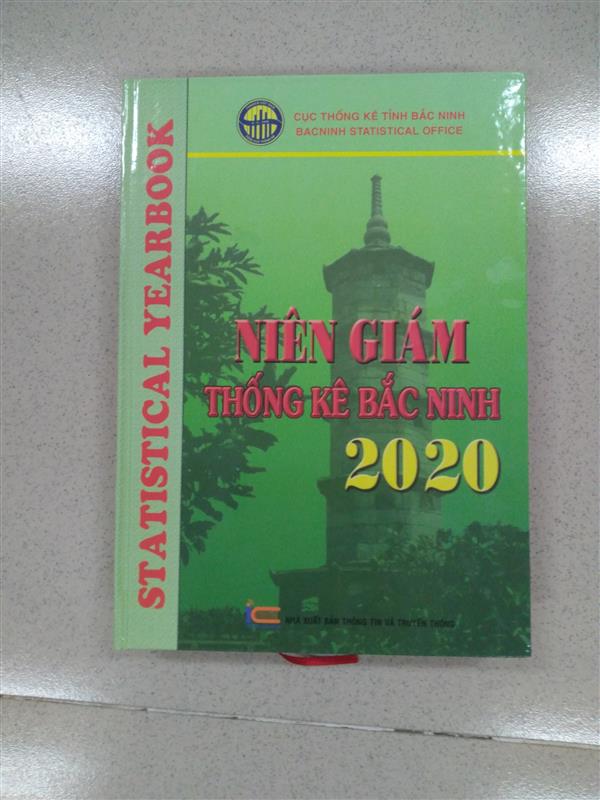 CỤC THỐNG KÊ TỈNH BẮC NINH
BACNINH STATISTICAL OFFICE
STATISTICAL YEARBOOK
NIÊN GIÁM
THỐNG KÊ BẮC NINH
2020
NHÀ XUẤT BẢN THÔNG TIN VÀ TRUYỀN THÔNG